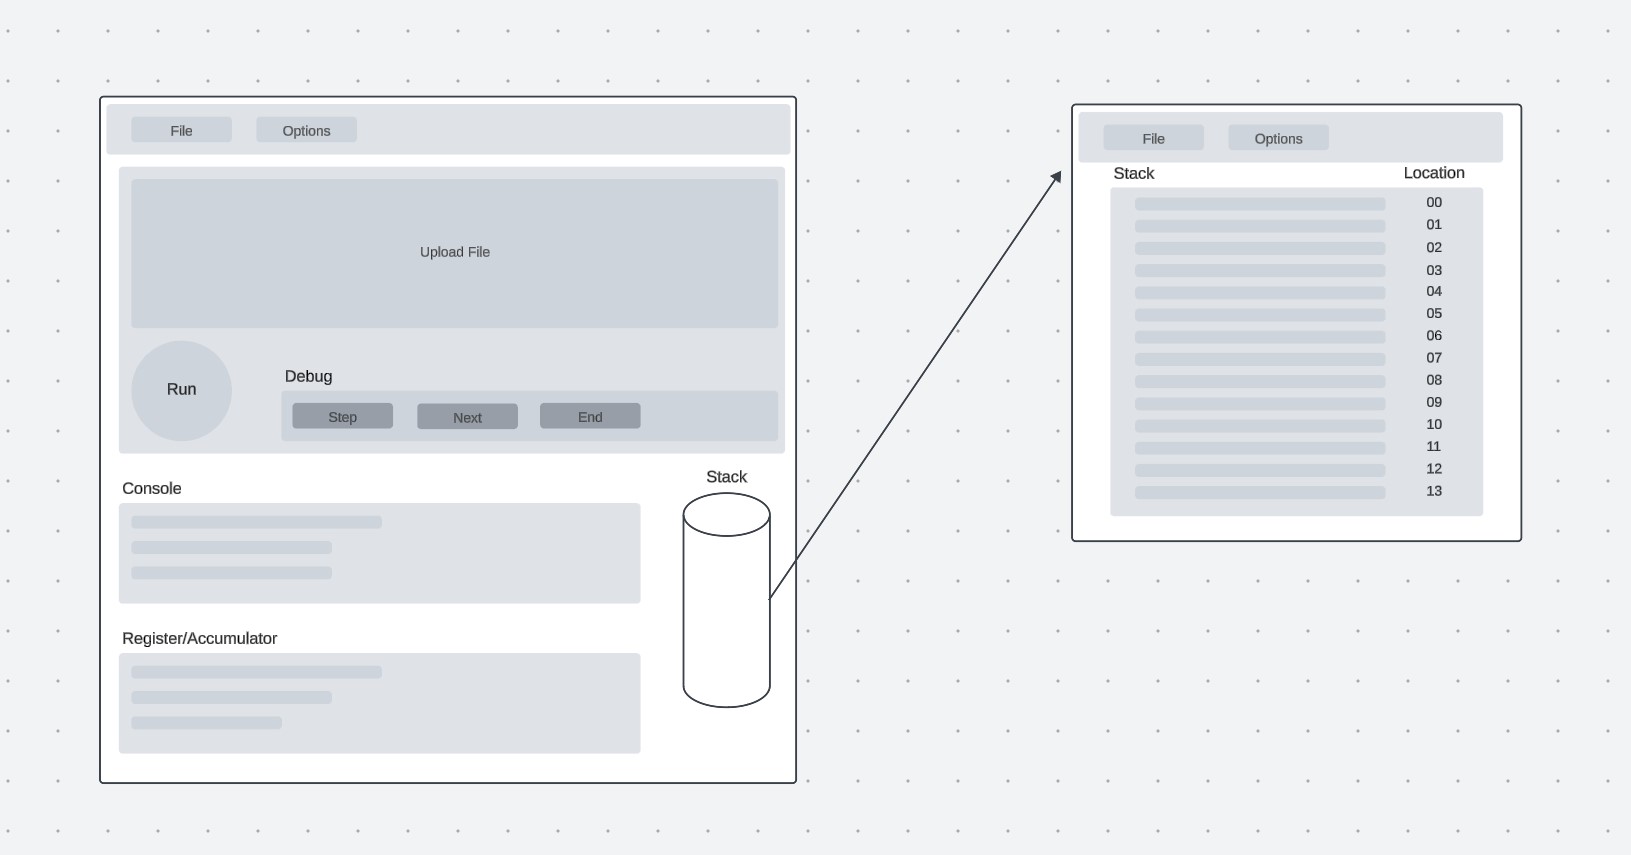 File
Options
Upload File
Run
Debug
Step
Next
End
Console
Stack
Register/Accumulator
File
Options
Stack
Location
00
01
02
03
04
05
06
07
08
09
10
11
12
13